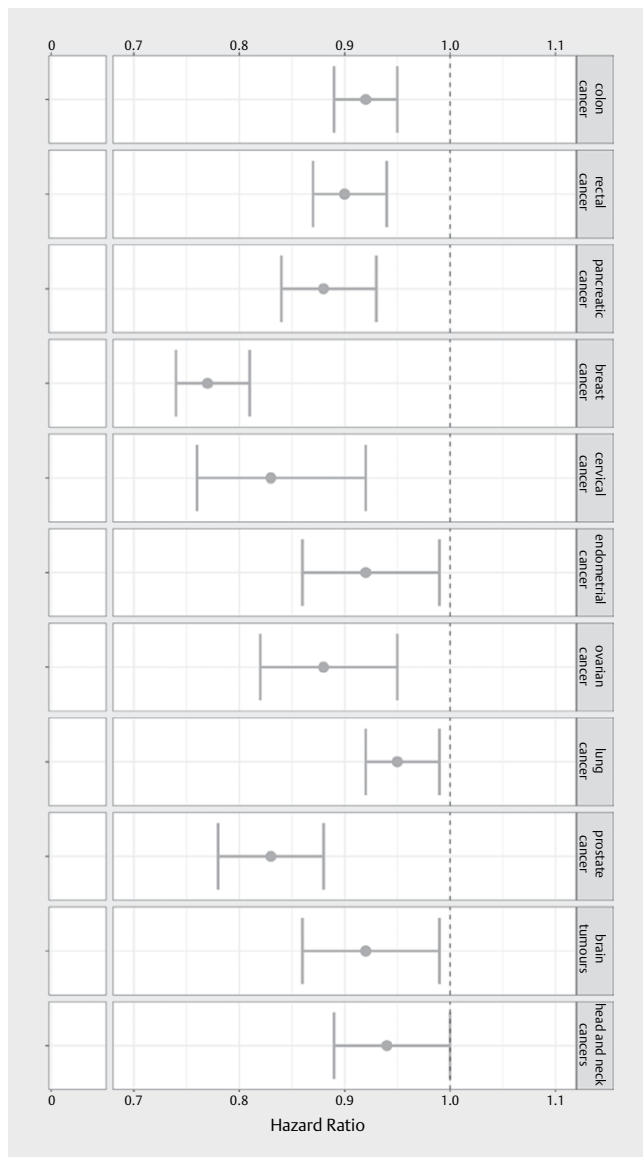 0 0.7 0.8 0.9 1.0 1.1
colon
cancer
rectal
cancer
pancreatic
cancer
breast
cancer
cervical
cancer
endometrial
cancer
ovarian
cancer
lung
cancer
prostate
cancer
brain
tumours
head and neck
cancers
0 0.7 0.8 0.9 1.0 1.1
Hazard Ratio